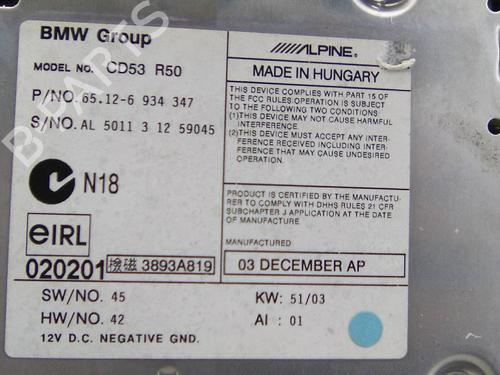 BMW Group
MODEL NO. CD53 R50
P/NO. 65.12-6 934 347
S/NO. AL 5011 3 12 59045
N18
eIRL
020201 檢磁 3893A819
SW/NO. 45
HW/NO. 42
12V D.C. NEGATIVE GND.
ALPINE
MADE IN HUNGARY
THIS DEVICE COMPLIES WITH PART 15 OF
THE FCC RULES.OPERATION IS SUBJECT
TO THE FOLLOWING TWO CONDITIONS:
(1)THIS DEVICE MAY NOT CAUSE HARMFUL
INTERFERENCE.
(2)THIS DEVICE MUST ACCEPT ANY INTER-
FERENCE RECEIVED INCLUDING INTER-
FERENCE THAT MAY CAUSE UNDESIRED
OPERATION.
PRODUCT IS CERTIFIED BY THE MANUFACTU-
RER TO COMPLY WITH DHHS RULES 21 CFR
SUBCHAPTER J APPLICATION AT THE DATE OF
MANUFACTURE.
MANUFACTURED
03 DECEMBER AP
KW: 51/03
AI : 01
B-PARTS